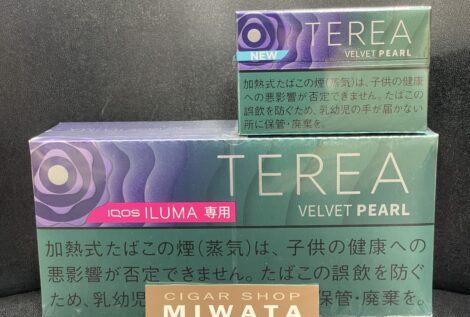 TEREA
NEW
VELVET PEARL
加熱式たばこの煙(蒸気)は、子供の健康
への悪影響が否定できません。たばこの
誤飲を防ぐため、乳幼児の手が届かない
所に保管・廃棄を。
TEREA
IQOS ILUMA 専用
VELVET PEARL
加熱式たばこの煙(蒸気)は、子供の健康への
悪影響が否定できません。たばこの誤飲を防ぐ
ため、乳幼 保管・廃棄を。
CIGAR SHOP
MIWATA